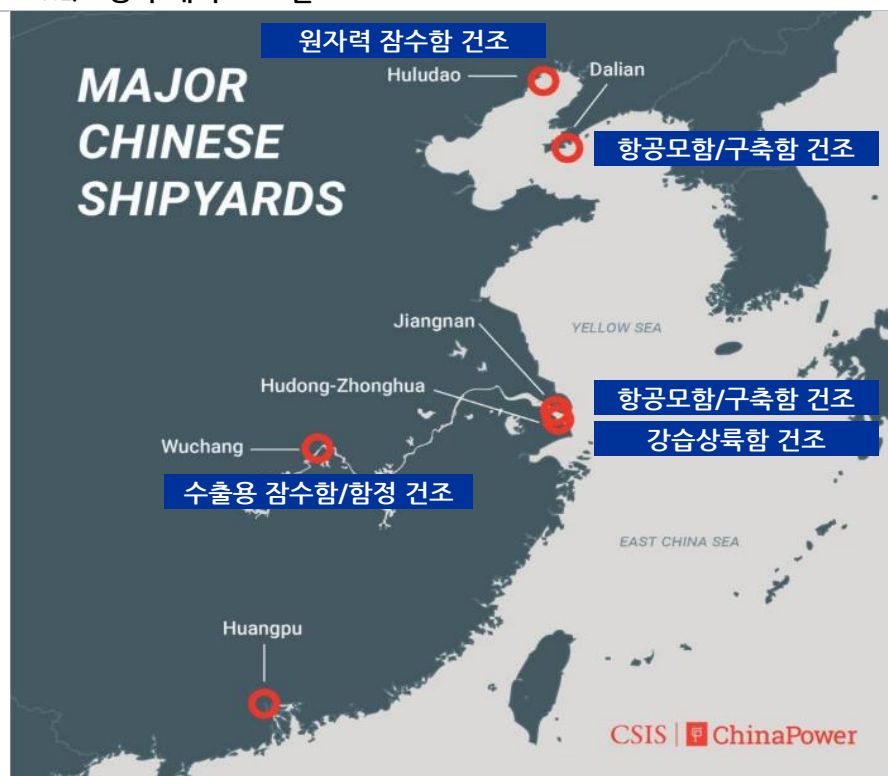 원자력 잠수함 건조
MAJOR
CHINESE
SHIPYARDS
Huludao
Dalian
항공모함/구축함 건조
Jiangnan
YELLOW SEA
Hudong-Zhonghua
항공모함/구축함 건조
Wuchang
강습상륙함 건조
수출용 잠수함/함정 건조
EAST CHINA SEA
Huangpu
CSIS | ChinaPower